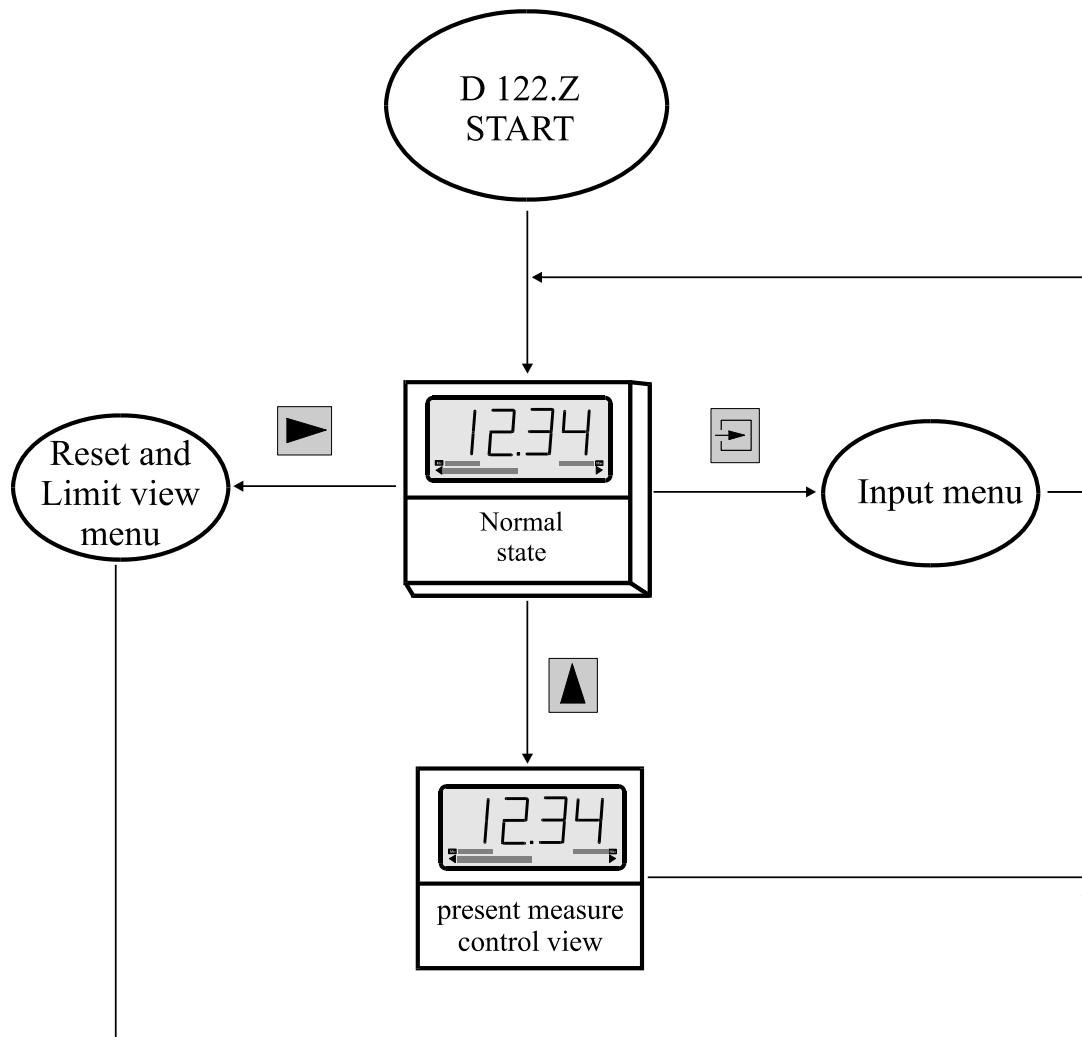 D 122.Z
START
12.34
Normal
state
Reset and
Limit view
menu
Input menu
12.34
present measure
control view